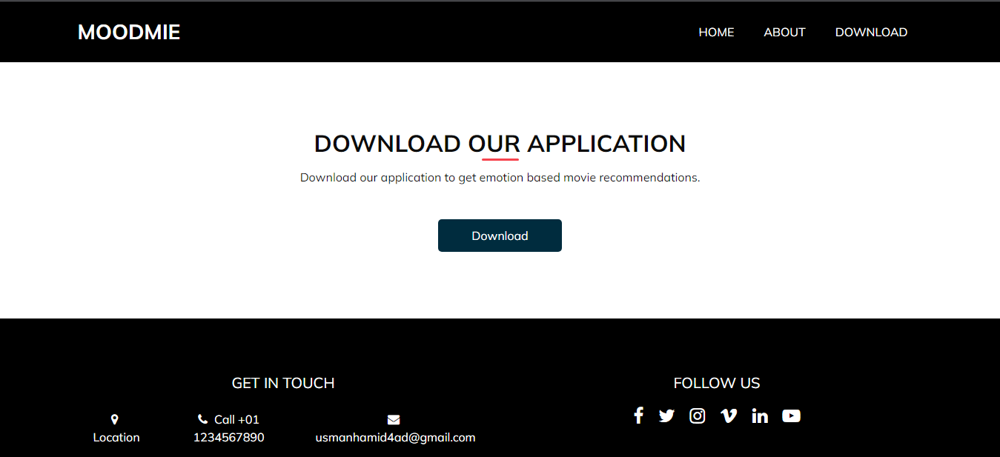 MOODMIE
HOME ABOUT DOWNLOAD
DOWNLOAD OUR APPLICATION
Download our application to get emotion based movie recommendations.
Download
GET IN TOUCH
Location
Call +01
1234567890
usmanhamid4ad@gmail.com
FOLLOW US